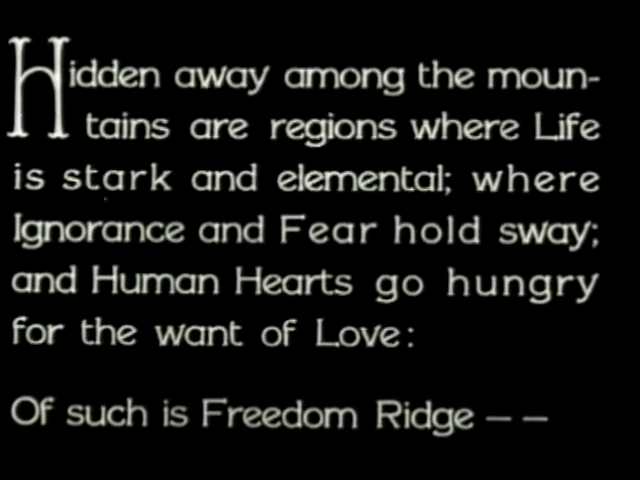 Hidden away among the moun-
tains are regions where Life
is stark and elemental; where
Ignorance and Fear hold sway;
and Human Hearts go hungry
for the want of Love:
Of such is Freedom Ridge — —